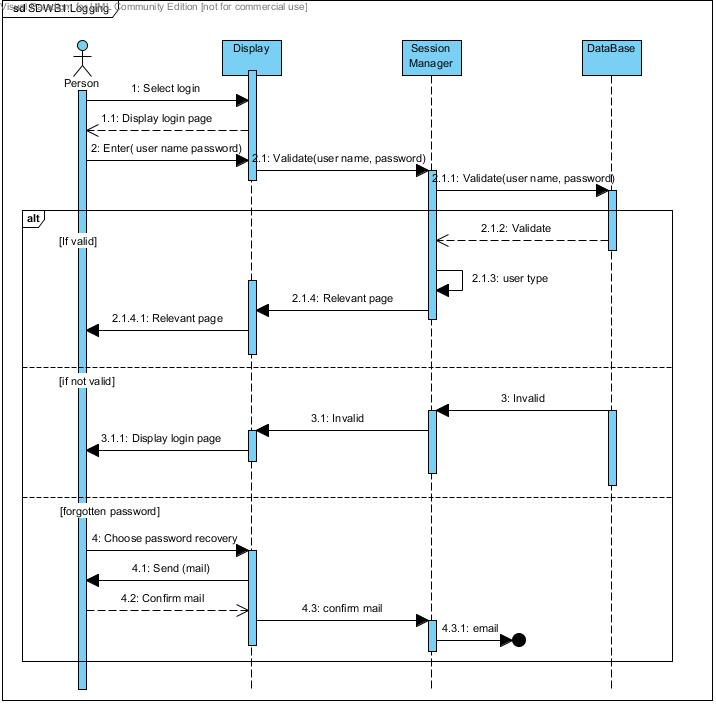 Community Edition [not for commercial use]
sd SDWB1:Logging
Display
Session
Manager
DataBase
Person
1: Select login
1.1: Display login page
2: Enter( user name password)
2.1: Validate(user name, password)
2.1.1: Validate(user name, password)
alt
[If valid]
2.1.2: Validate
2.1.3: user type
2.1.4: Relevant page
2.1.4.1: Relevant page
[if not valid]
3: Invalid
3.1: Invalid
3.1.1: Display login page
[forgotten password]
4: Choose password recovery
4.1: Send (mail)
4.2: Confirm mail
4.3: confirm mail
4.3.1: email